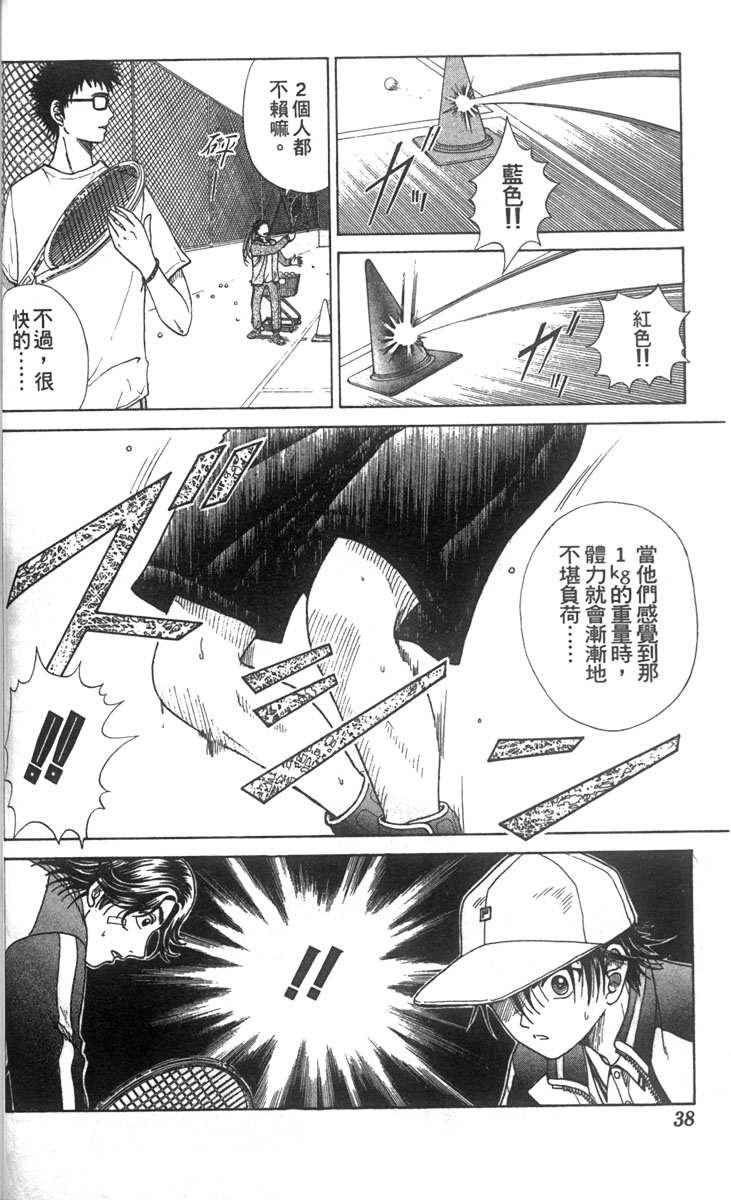 藍色!!
紅色!!
2個人都
不賴嘛。
砰
不過，很
快的……
當他們感覺到那
1kg的重量時，
體力就會漸漸地
不堪負荷……
!!
!!
38